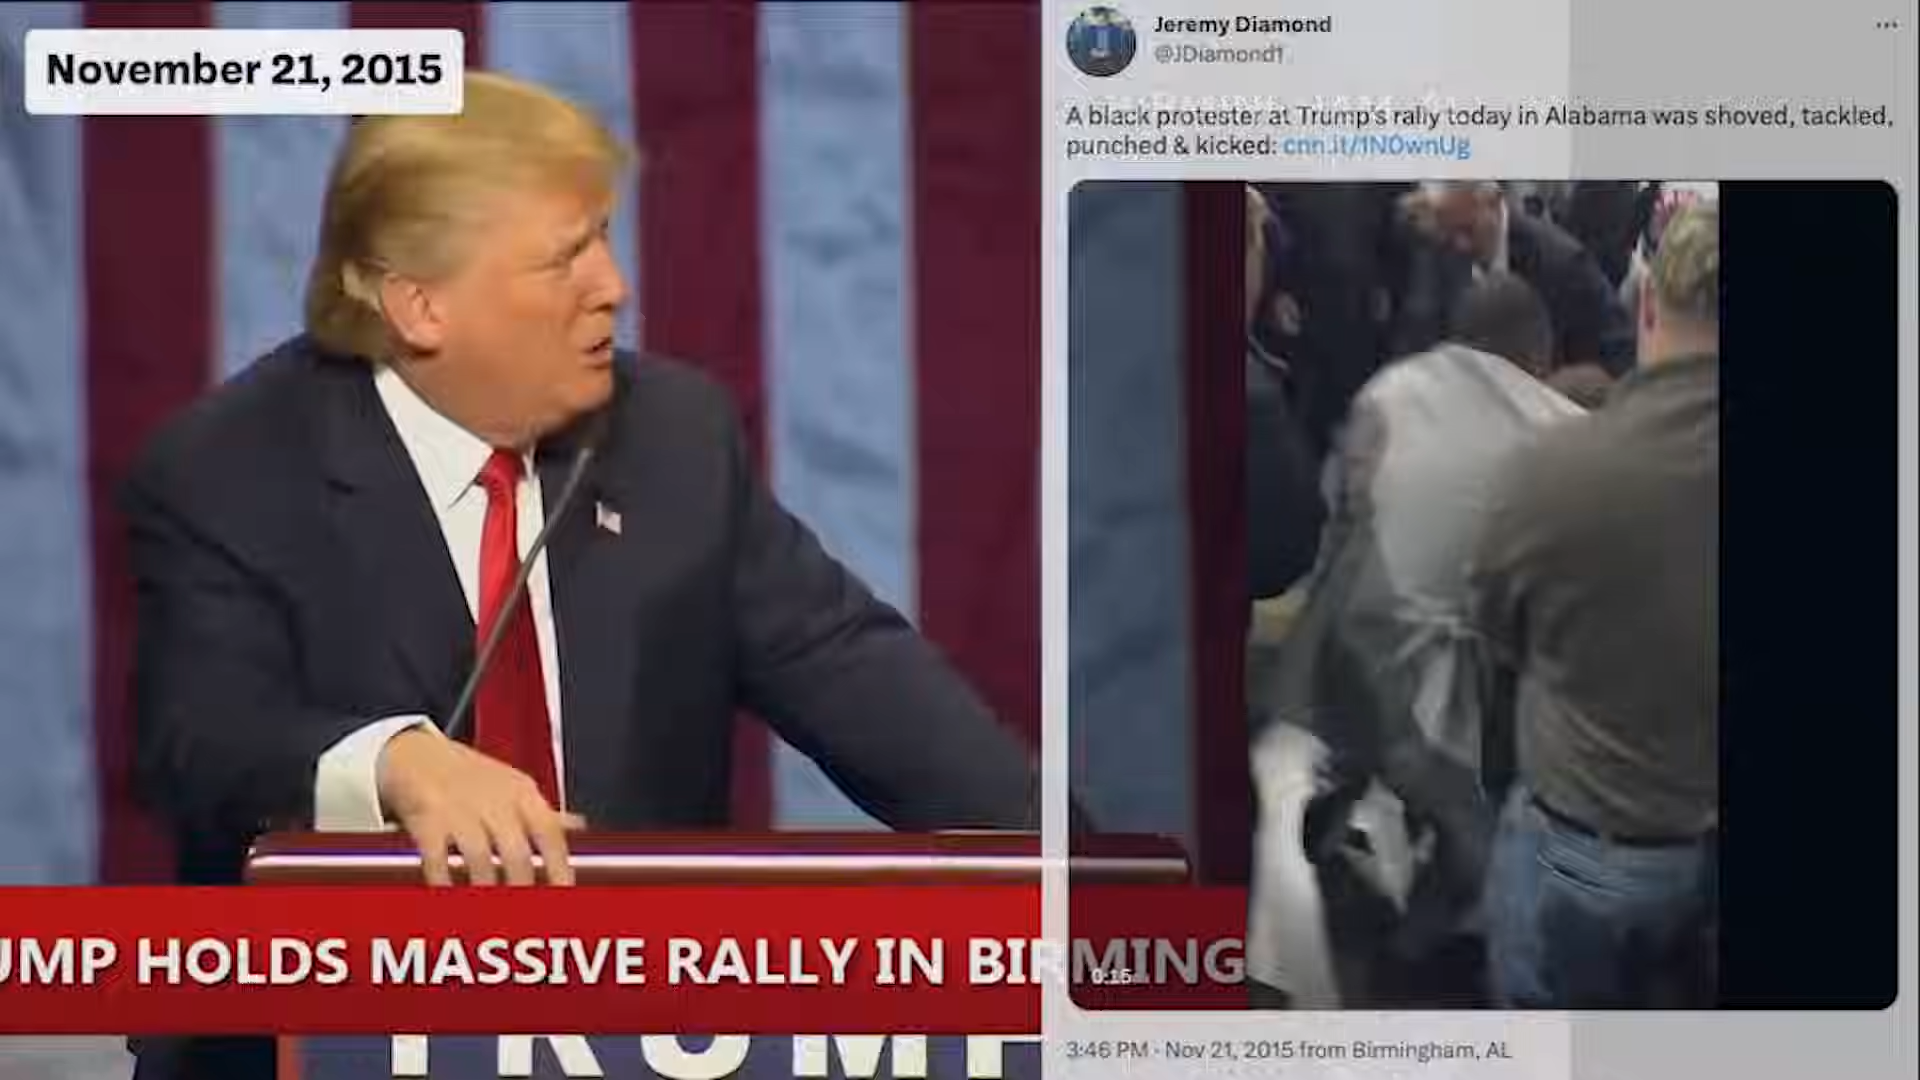 November 21, 2015
UMP HOLDS MASSIVE RALLY IN BIRMING
TRUMP
Jeremy Diamond
@JDiamond1
...
A black protester at Trump's rally today in Alabama was shoved, tackled,
punched & kicked: cnn.it/1N0wnUg
0:15
3:46 PM · Nov 21, 2015 from Birmingham, AL